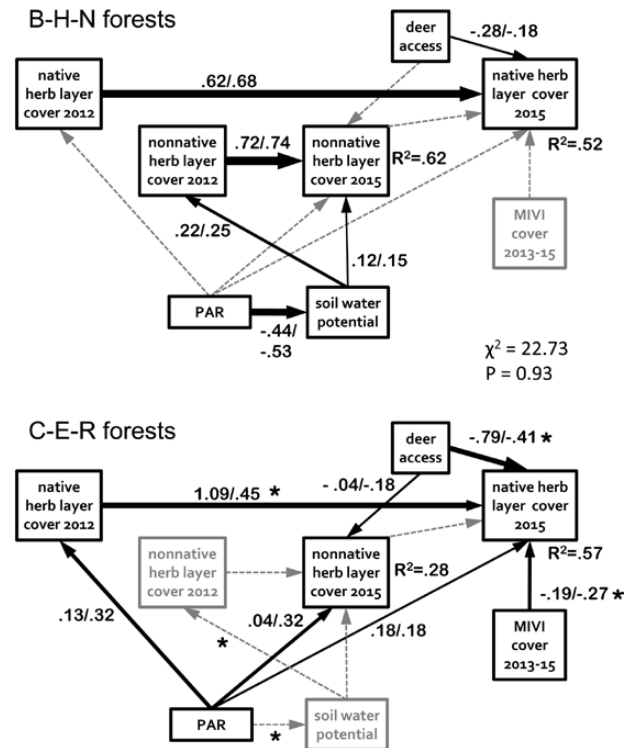 B-H-N forests
deer
access
-.28/-.18
native
herb layer
cover 2012
.62/.68
native herb
layer cover
2015
R²=.52
nonnative
herb layer
cover 2012
.72/.74
nonnative
herb layer
cover 2015
R²=.62
MIVI
cover
2013-15
.22/.25
.12/.15
PAR
-.44/
-.53
soil water
potential
χ² = 22.73
P = 0.93
C-E-R forests
deer
access
-.79/-.41 *
native
herb layer
cover 2012
1.09/.45 *
- .04/-.18
native herb
layer cover
2015
R²=.57
nonnative
herb layer
cover 2012
nonnative
herb layer
cover 2015
R²=.28
-.19/-.27 *
MIVI
cover
2013-15
.13/.32
*
.04/.32
.18/.18
PAR
*
soil water
potential